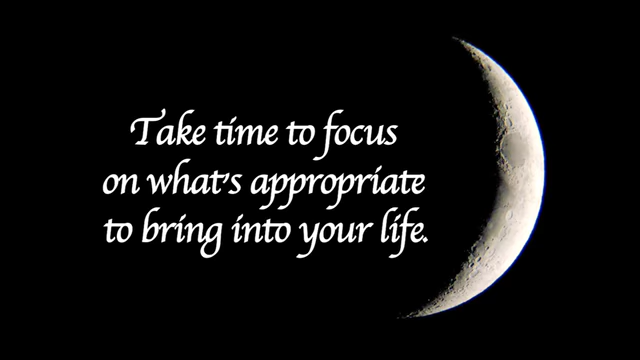 Take time to focus
on what's appropriate
to bring into your life.